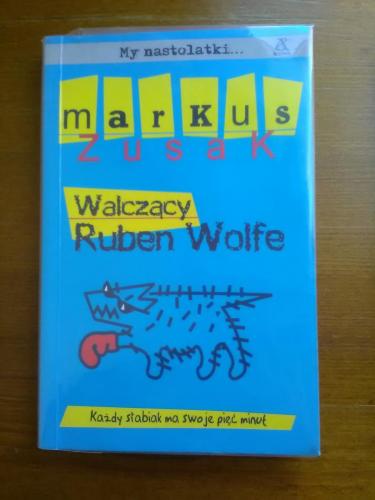 My nastolatki...
markus
Zusak
Walczący
Ruben Wolfe
Każdy słabiak ma swoje pięć minut